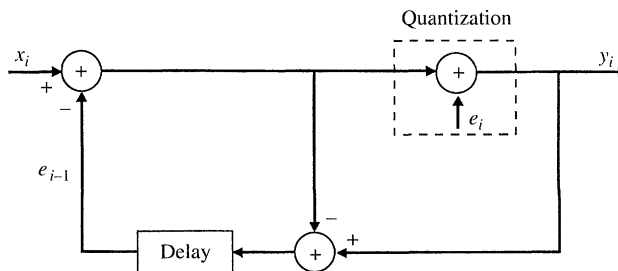 Quantization
x_i
+
+
−
+
y_i
e_i
e_{i−1}
−
+
+
Delay